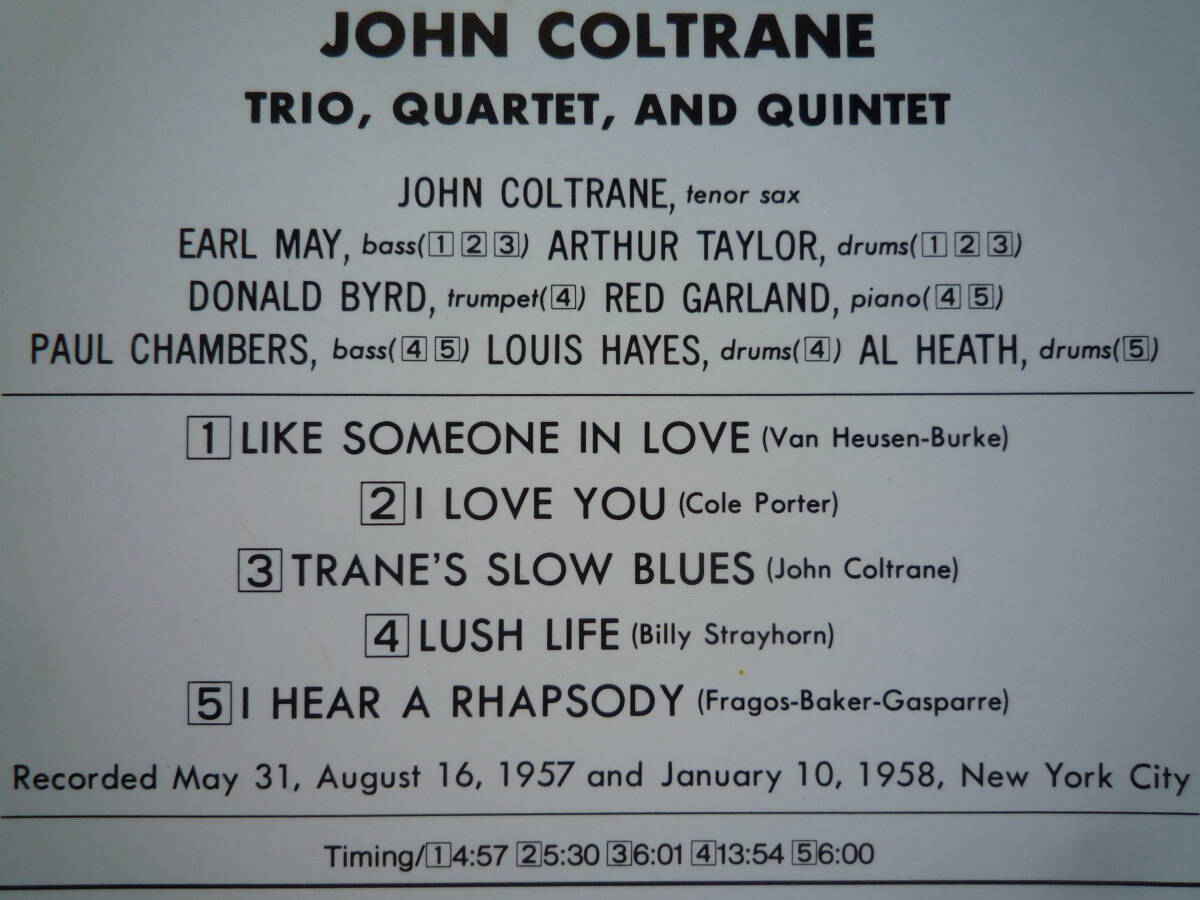 JOHN COLTRANE
TRIO, QUARTET, AND QUINTET
JOHN COLTRANE, tenor sax
EARL MAY, bass(1 2 3) ARTHUR TAYLOR, drums(1 2 3)
DONALD BYRD, trumpet(4) RED GARLAND, piano(4 5)
PAUL CHAMBERS, bass(4 5) LOUIS HAYES, drums(4) AL HEATH, drums(5)
1 LIKE SOMEONE IN LOVE (Van Heusen-Burke)
2 I LOVE YOU (Cole Porter)
3 TRANE'S SLOW BLUES (John Coltrane)
4 LUSH LIFE (Billy Strayhorn)
5 I HEAR A RHAPSODY (Fragos-Baker-Gasparre)
Recorded May 31, August 16, 1957 and January 10, 1958, New York City
Timing/1 4:57 2 5:30 3 6:01 4 13:54 5 6:00